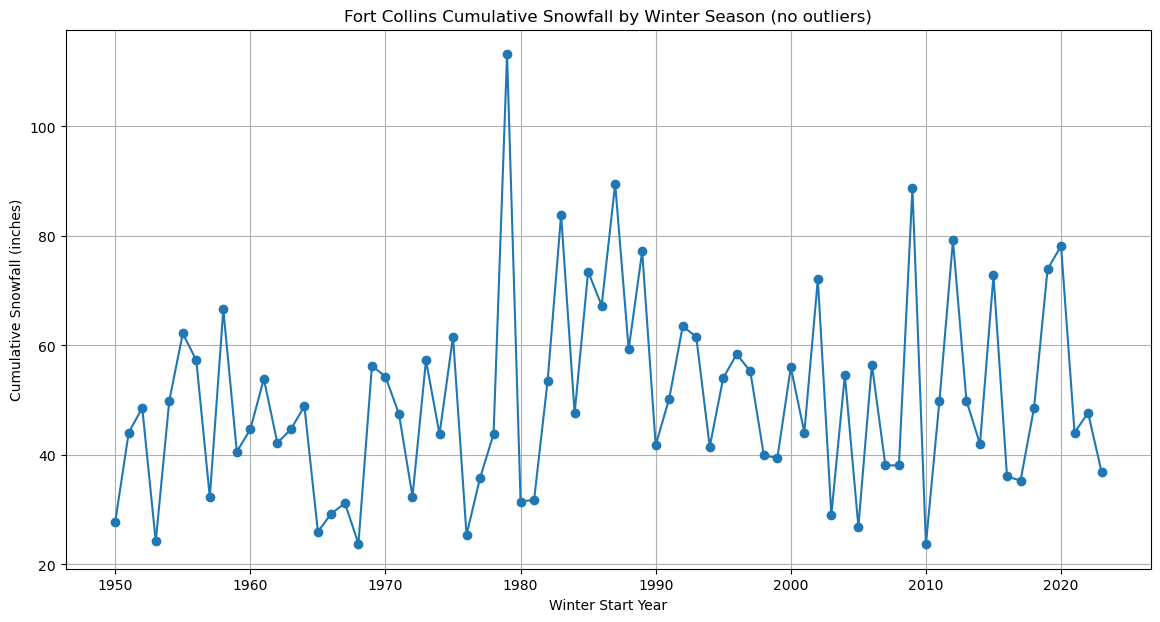 Fort Collins Cumulative Snowfall by Winter Season (no outliers)
Cumulative Snowfall (inches)
100
80
60
40
20
1950 1960 1970 1980 1990 2000 2010 2020
Winter Start Year